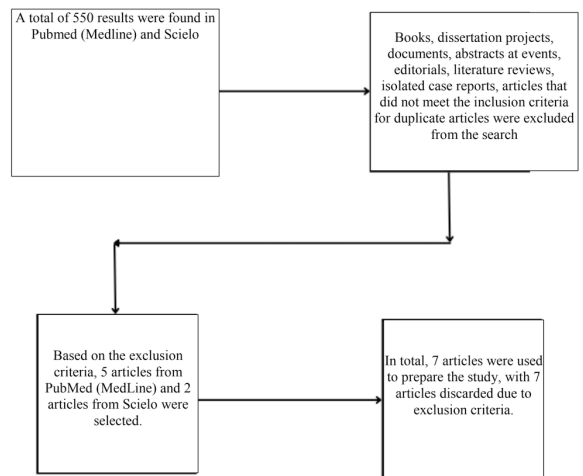 A total of 550 results were found in
Pubmed (Medline) and Scielo
Books, dissertation projects,
documents, abstracts at events,
editorials, literature reviews,
isolated case reports, articles that
did not meet the inclusion criteria
for duplicate articles were excluded
from the search
Based on the exclusion
criteria, 5 articles from
PubMed (MedLine) and 2
articles from Scielo were
selected.
In total, 7 articles were used
to prepare the study, with 7
articles discarded due to
exclusion criteria.